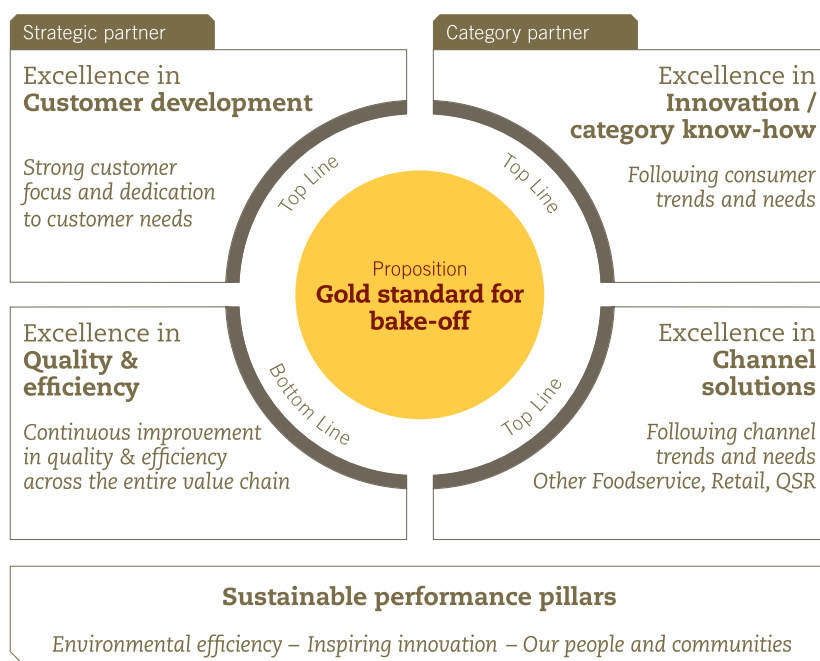 Strategic partner
Excellence in
Customer development
Strong customer
focus and dedication
to customer needs
Top Line
Category partner
Excellence in
Innovation /
category know-how
Following consumer
trends and needs
Top Line
Proposition
Gold standard for
bake-off
Excellence in
Quality &
efficiency
Continuous improvement
in quality & efficiency
across the entire value chain
Bottom Line
Excellence in
Channel
solutions
Following channel
trends and needs
Other Foodservice, Retail, QSR
Top Line
Sustainable performance pillars
Environmental efficiency – Inspiring innovation – Our people and communities